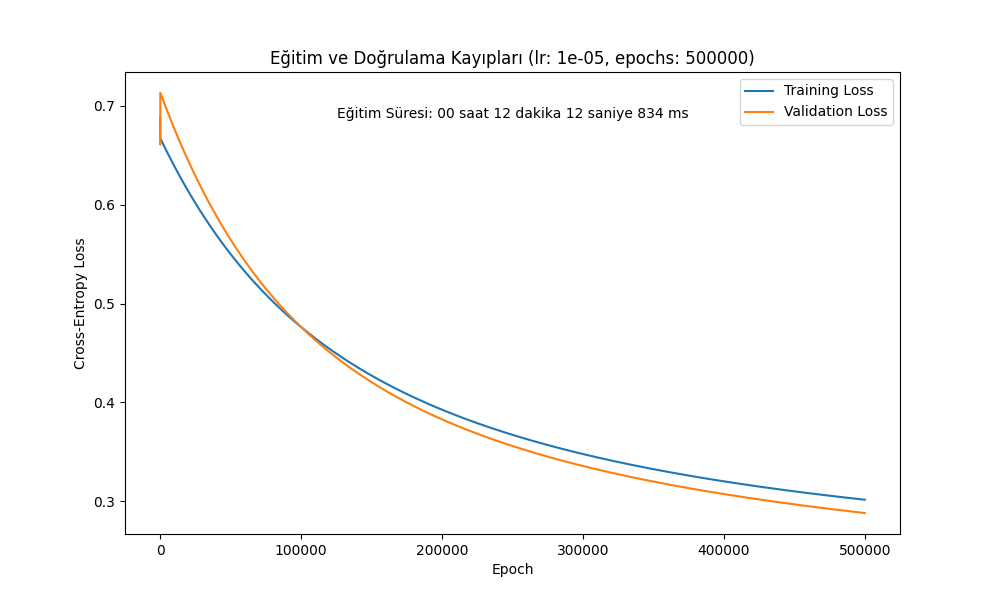 Eğitim ve Doğrulama Kayıpları (lr: 1e-05, epochs: 500000)
Eğitim Süresi: 00 saat 12 dakika 12 saniye 834 ms
Training Loss
Validation Loss
Cross-Entropy Loss
0.7
0.6
0.5
0.4
0.3
0 100000 200000 300000 400000 500000
Epoch